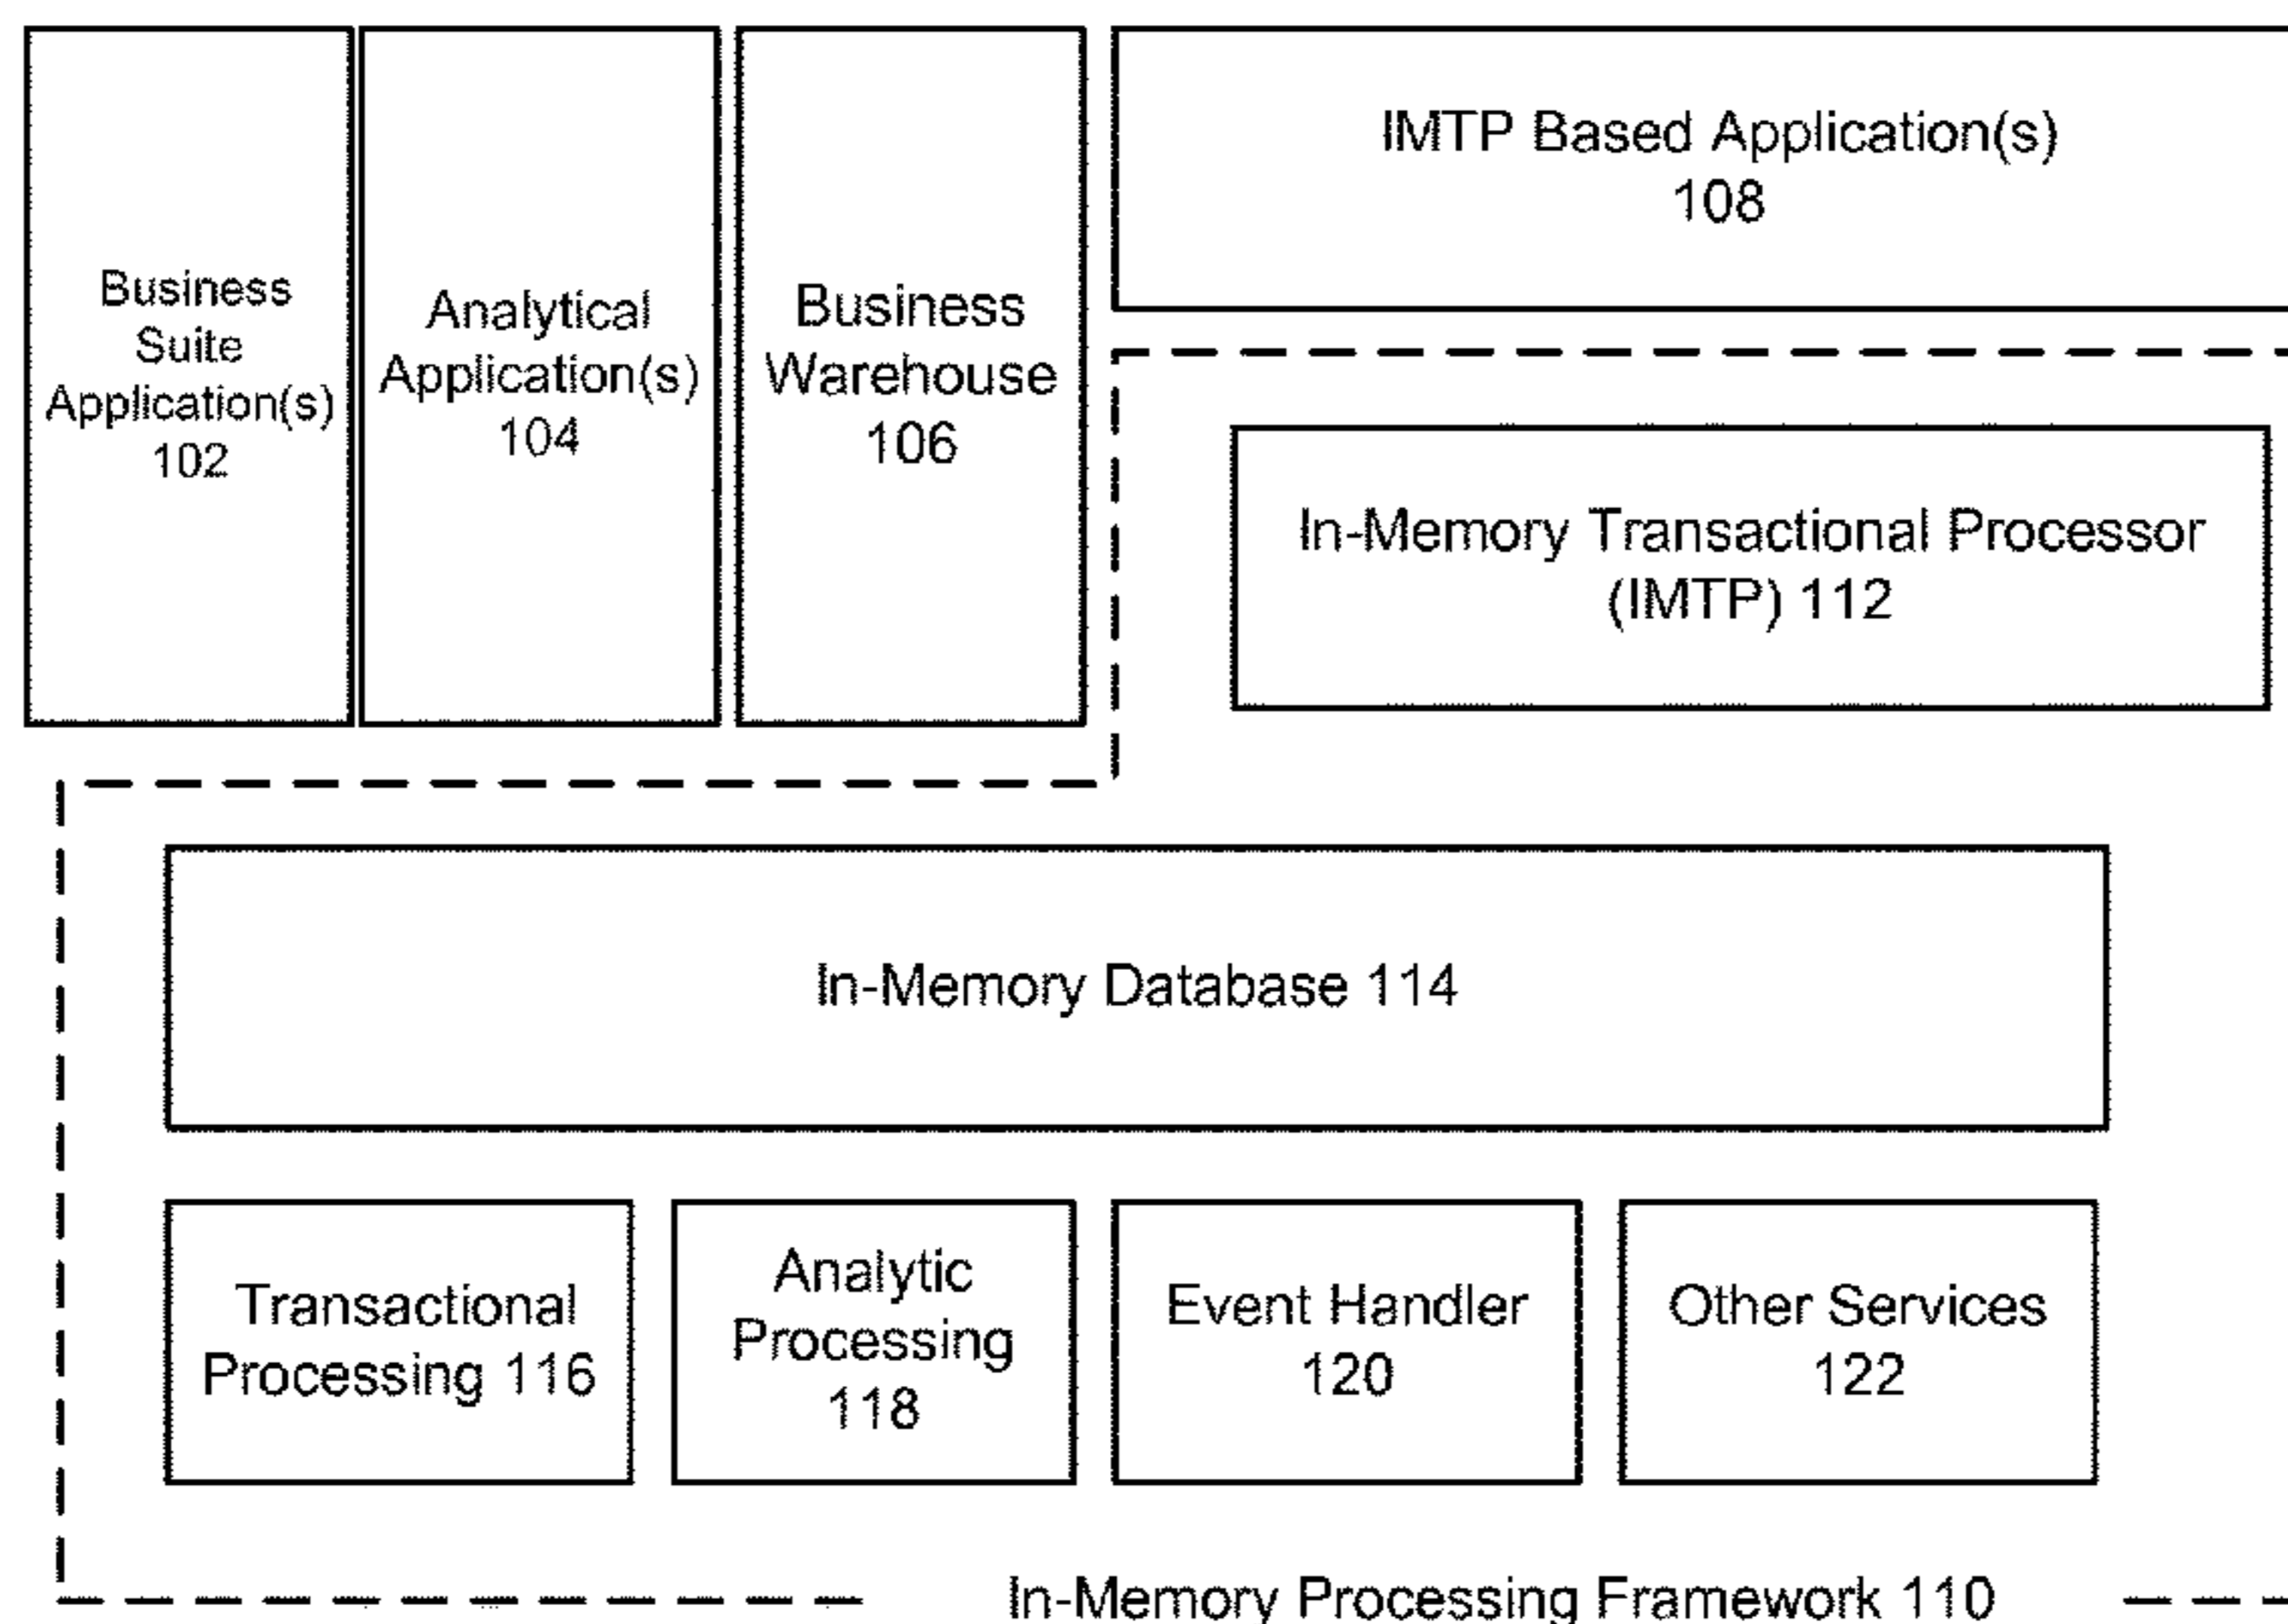 Business
Suite
Application(s)
102
Analytical
Application(s)
104
Business
Warehouse
106
IMTP Based Application(s)
108
In-Memory Transactional Processor
(IMTP) 112
In-Memory Database 114
Transactional
Processing 116
Analytic
Processing
118
Event Handler
120
Other Services
122
In-Memory Processing Framework 110